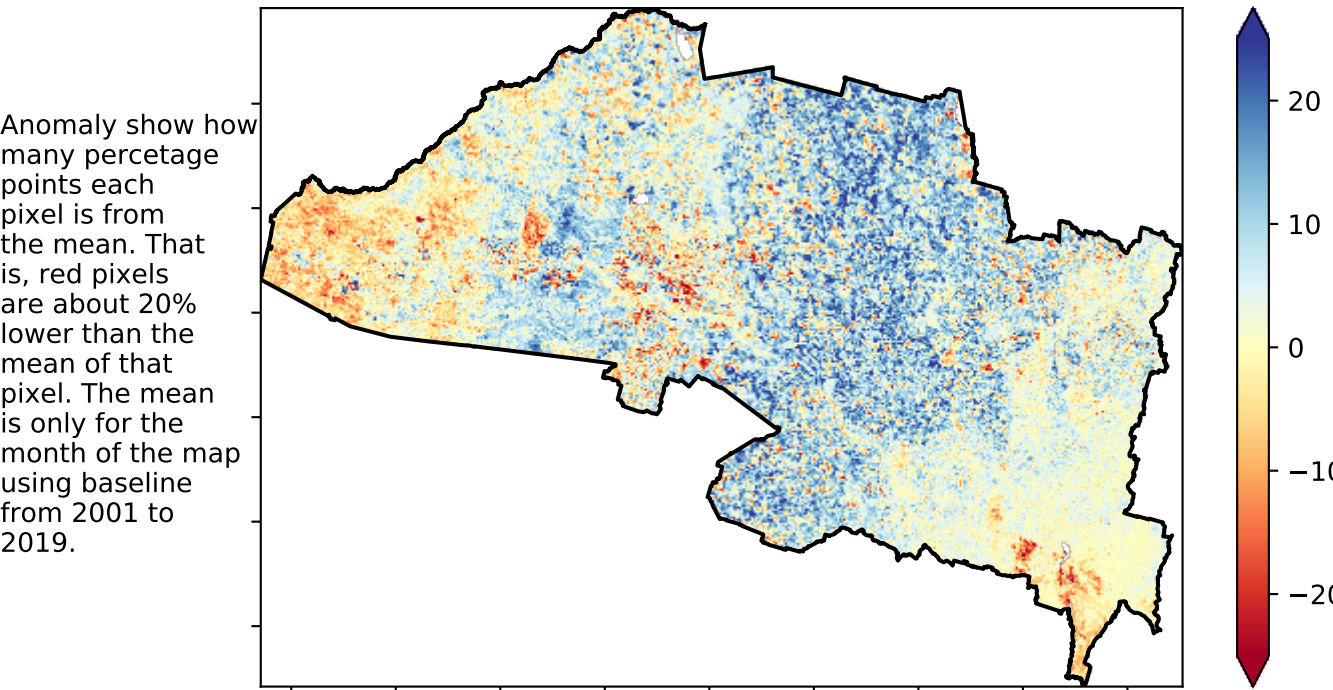 Anomaly show how
many percetage
points each
pixel is from
the mean. That
is, red pixels
are about 20%
lower than the
mean of that
pixel. The mean
is only for the
month of the map
using baseline
from 2001 to
2019.
20
10
0
−10
−20